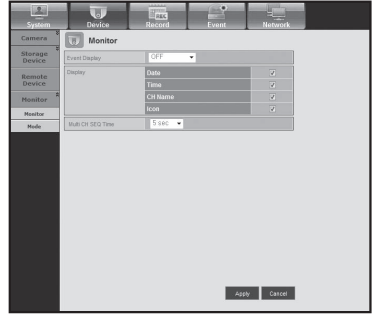 System Device Record Event Network
Camera
Storage
Device
Remote
Device
Monitor
Monitor
Mode
Monitor
Event Display OFF
Display Date
Time
CH Name
Icon
Multi CH SEQ Time 5 sec
Apply Cancel